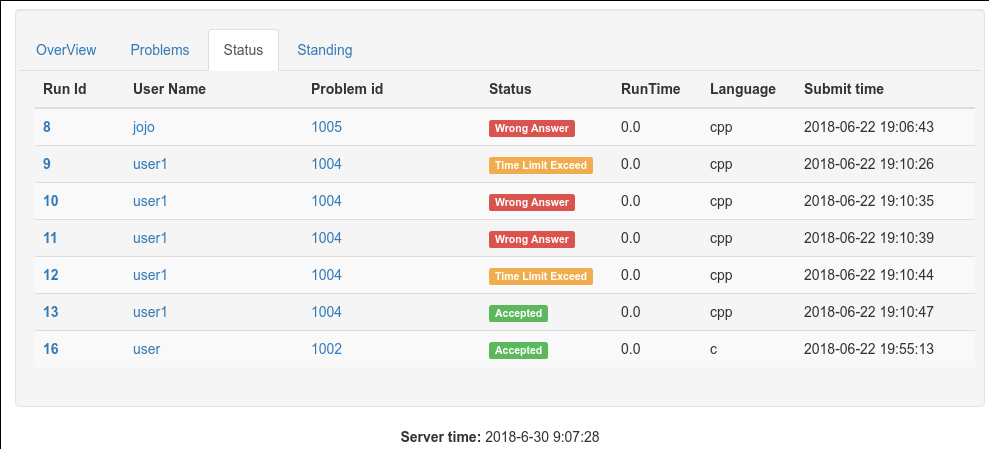 OverView Problems Status Standing
Run Id User Name Problem id Status RunTime Language Submit time
8 jojo 1005 Wrong Answer 0.0 cpp 2018-06-22 19:06:43
9 user1 1004 Time Limit Exceed 0.0 cpp 2018-06-22 19:10:26
10 user1 1004 Wrong Answer 0.0 cpp 2018-06-22 19:10:35
11 user1 1004 Wrong Answer 0.0 cpp 2018-06-22 19:10:39
12 user1 1004 Time Limit Exceed 0.0 cpp 2018-06-22 19:10:44
13 user1 1004 Accepted 0.0 cpp 2018-06-22 19:10:47
16 user 1002 Accepted 0.0 c 2018-06-22 19:55:13
Server time: 2018-6-30 9:07:28